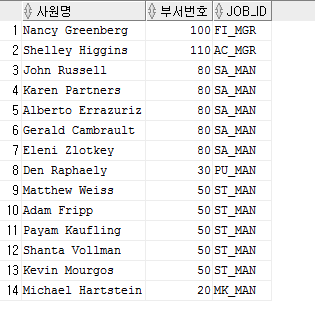 사원명 부서번호 JOB_ID
1 Nancy Greenberg 100 FI_MGR
2 Shelley Higgins 110 AC_MGR
3 John Russell 80 SA_MAN
4 Karen Partners 80 SA_MAN
5 Alberto Errazuriz 80 SA_MAN
6 Gerald Cambrault 80 SA_MAN
7 Eleni Zlotkey 80 SA_MAN
8 Den Raphaely 30 PU_MAN
9 Matthew Weiss 50 ST_MAN
10 Adam Fripp 50 ST_MAN
11 Payam Kaufling 50 ST_MAN
12 Shanta Vollman 50 ST_MAN
13 Kevin Mourgos 50 ST_MAN
14 Michael Hartstein 20 MK_MAN